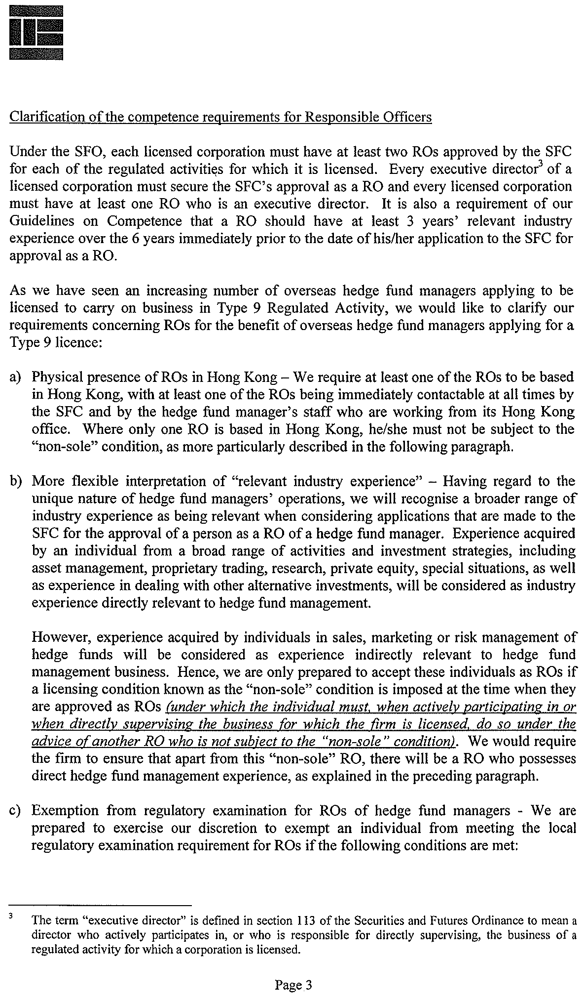 Clarification of the competence requirements for Responsible Officers
Under the SFO, each licensed corporation must have at least two ROs approved by the SFC
for each of the regulated activities for which it is licensed. Every executive director³ of a
licensed corporation must secure the SFC's approval as a RO and every licensed corporation
must have at least one RO who is an executive director. It is also a requirement of our
Guidelines on Competence that a RO should have at least 3 years' relevant industry
experience over the 6 years immediately prior to the date of his/her application to the SFC for
approval as a RO.
As we have seen an increasing number of overseas hedge fund managers applying to be
licensed to carry on business in Type 9 Regulated Activity, we would like to clarify our
requirements concerning ROs for the benefit of overseas hedge fund managers applying for a
Type 9 licence:
a) Physical presence of ROs in Hong Kong – We require at least one of the ROs to be based
in Hong Kong, with at least one of the ROs being immediately contactable at all times by
the SFC and by the hedge fund manager's staff who are working from its Hong Kong
office. Where only one RO is based in Hong Kong, he/she must not be subject to the
“non-sole” condition, as more particularly described in the following paragraph.
b) More flexible interpretation of “relevant industry experience” – Having regard to the
unique nature of hedge fund managers' operations, we will recognise a broader range of
industry experience as being relevant when considering applications that are made to the
SFC for the approval of a person as a RO of a hedge fund manager. Experience acquired
by an individual from a broad range of activities and investment strategies, including
asset management, proprietary trading, research, private equity, special situations, as well
as experience in dealing with other alternative investments, will be considered as industry
experience directly relevant to hedge fund management.
However, experience acquired by individuals in sales, marketing or risk management of
hedge funds will be considered as experience indirectly relevant to hedge fund
management business. Hence, we are only prepared to accept these individuals as ROs if
a licensing condition known as the “non-sole” condition is imposed at the time when they
are approved as ROs (under which the individual must, when actively participating in or
when directly supervising the business for which the firm is licensed, do so under the
advice of another RO who is not subject to the “non-sole” condition). We would require
the firm to ensure that apart from this “non-sole” RO, there will be a RO who possesses
direct hedge fund management experience, as explained in the preceding paragraph.
c) Exemption from regulatory examination for ROs of hedge fund managers - We are
prepared to exercise our discretion to exempt an individual from meeting the local
regulatory examination requirement for ROs if the following conditions are met:
3 The term “executive director” is defined in section 113 of the Securities and Futures Ordinance to mean a
director who actively participates in, or who is responsible for directly supervising, the business of a
regulated activity for which a corporation is licensed.
Page 3